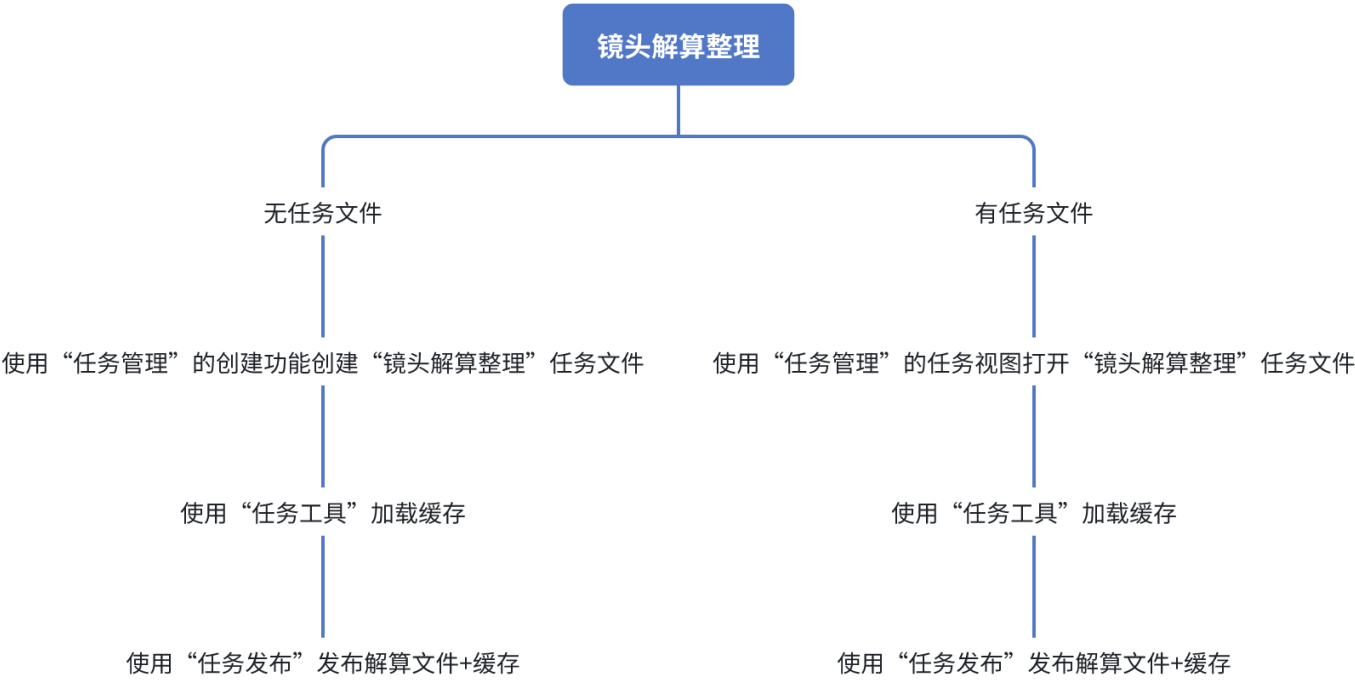 镜头解算整理
无任务文件
有任务文件
使用“任务管理”的创建功能创建“镜头解算整理”任务文件
使用“任务管理”的任务视图打开“镜头解算整理”任务文件
使用“任务工具”加载缓存
使用“任务工具”加载缓存
使用“任务发布”发布解算文件+缓存
使用“任务发布”发布解算文件+缓存